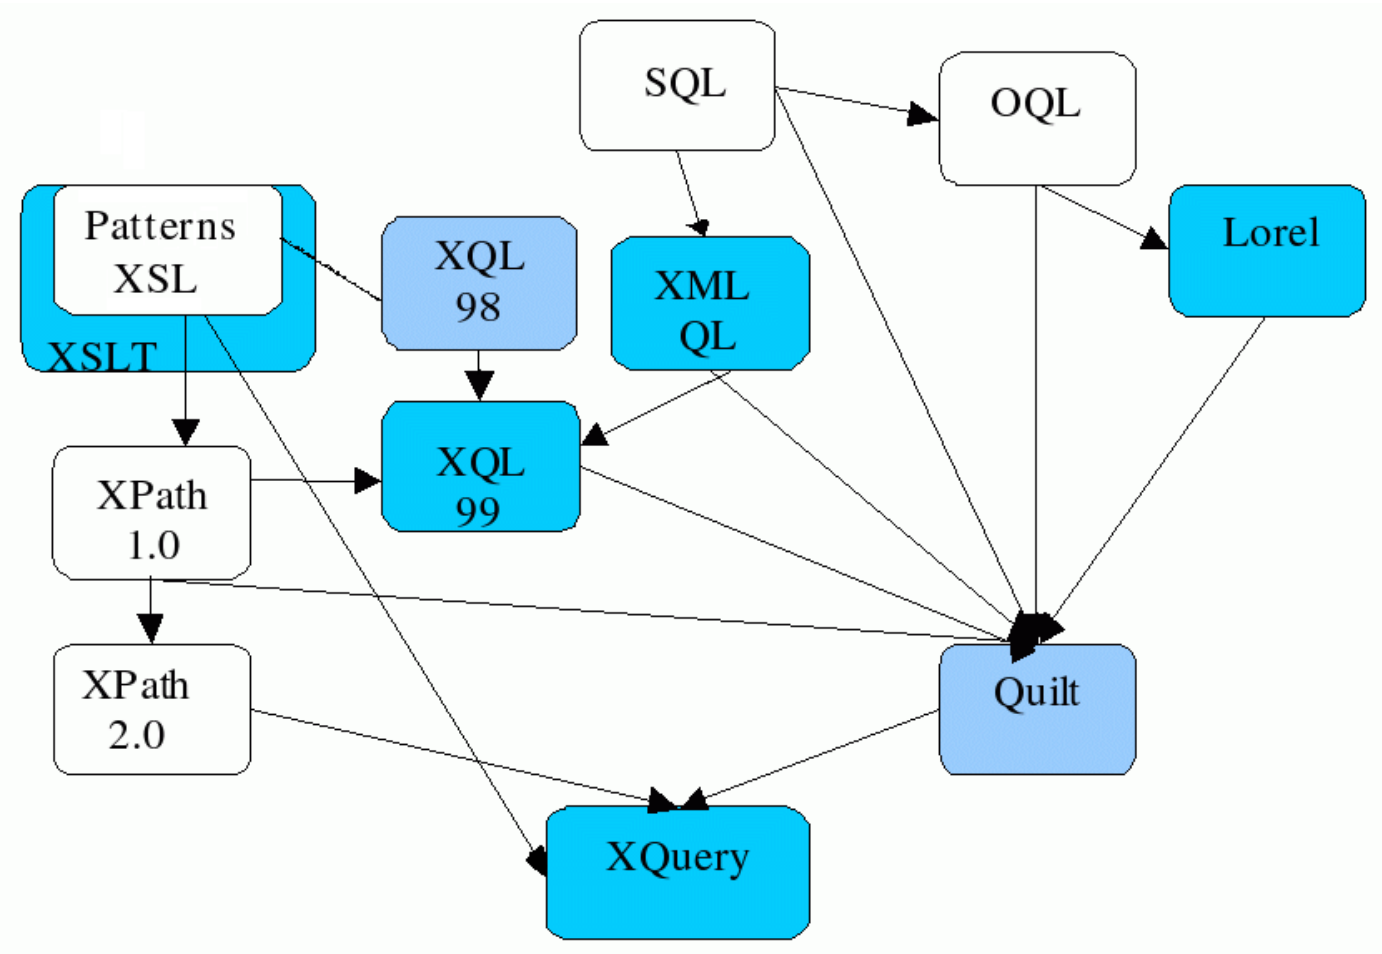 SQL
OQL
Patterns
XSL
XSLT
XQL
98
XML
QL
Lorel
XQL
99
XPath
1.0
XPath
2.0
Quilt
XQuery